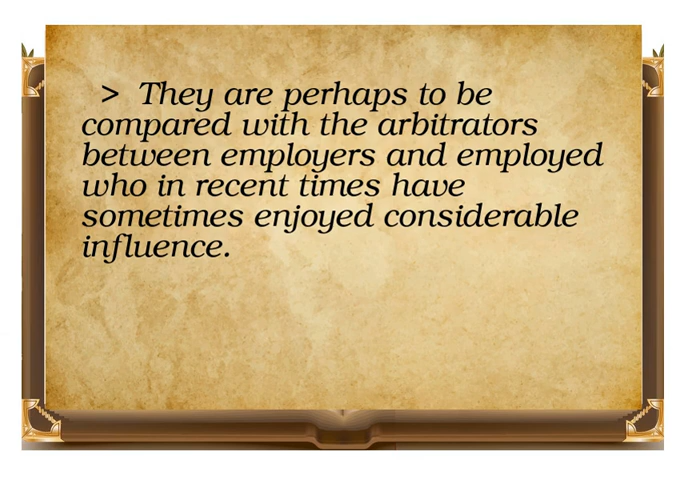 > They are perhaps to be
compared with the arbitrators
between employers and employed
who in recent times have
sometimes enjoyed considerable
influence.